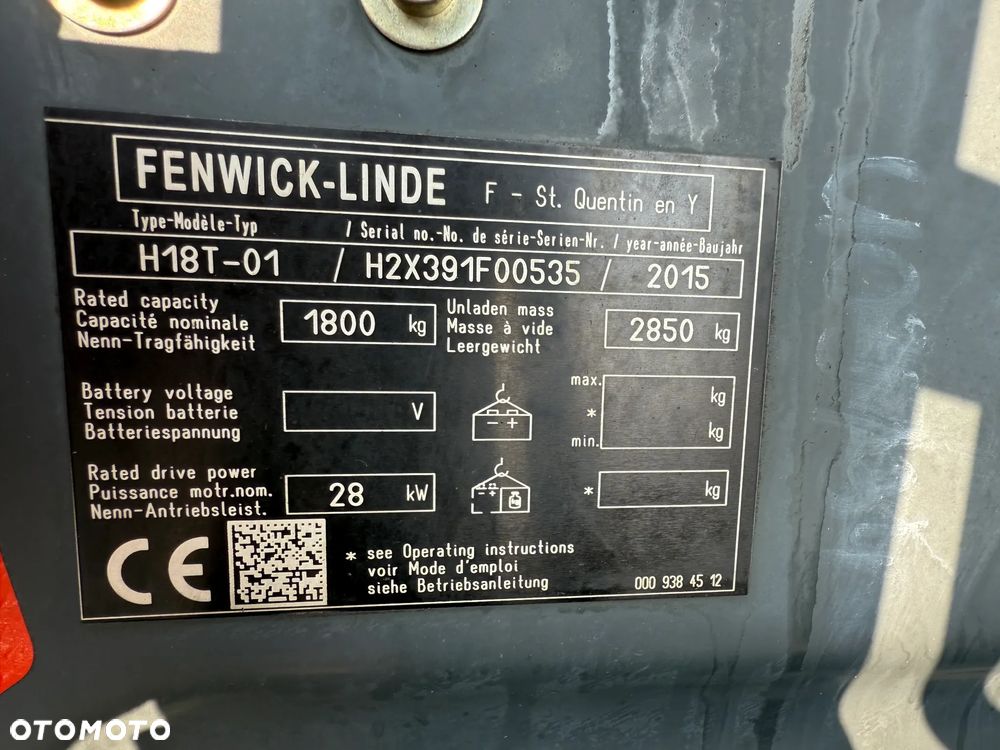 FENWICK-LINDE F - St. Quentin en Y
Type-Modèle-Typ / Serial no.-No. de série-Serien-Nr. / year-année-Baujahr
H18T-01 / H2X391F00535 / 2015
Rated capacity
Capacité nominale
Nenn-Tragfähigkeit
1800 kg
Unladen mass
Masse à vide
Leergewicht
2850 kg
Battery voltage
Tension batterie
Batteriespannung
V
- +
max.
*
min.
kg
kg
Rated drive power
Puissance motr.nom.
Nenn-Antriebsleist.
28 kW
- +
* kg
CE
* see Operating instructions
voir Mode d'emploi
siehe Betriebsanleitung
000 938 45 12
OTOMOTO